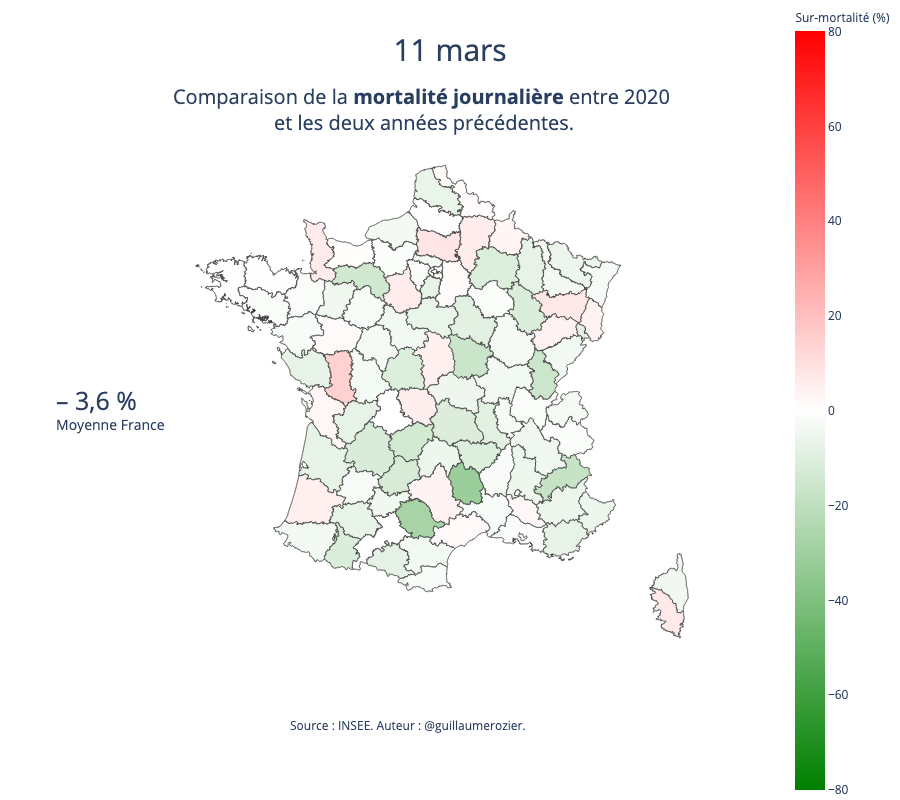 Sur-mortalité (%)
11 mars
Comparaison de la mortalité journalière entre 2020
et les deux années précédentes.
80
60
40
20
0
−20
−40
−60
−80
– 3,6 %
Moyenne France
Source : INSEE. Auteur : @guillaumerozier.